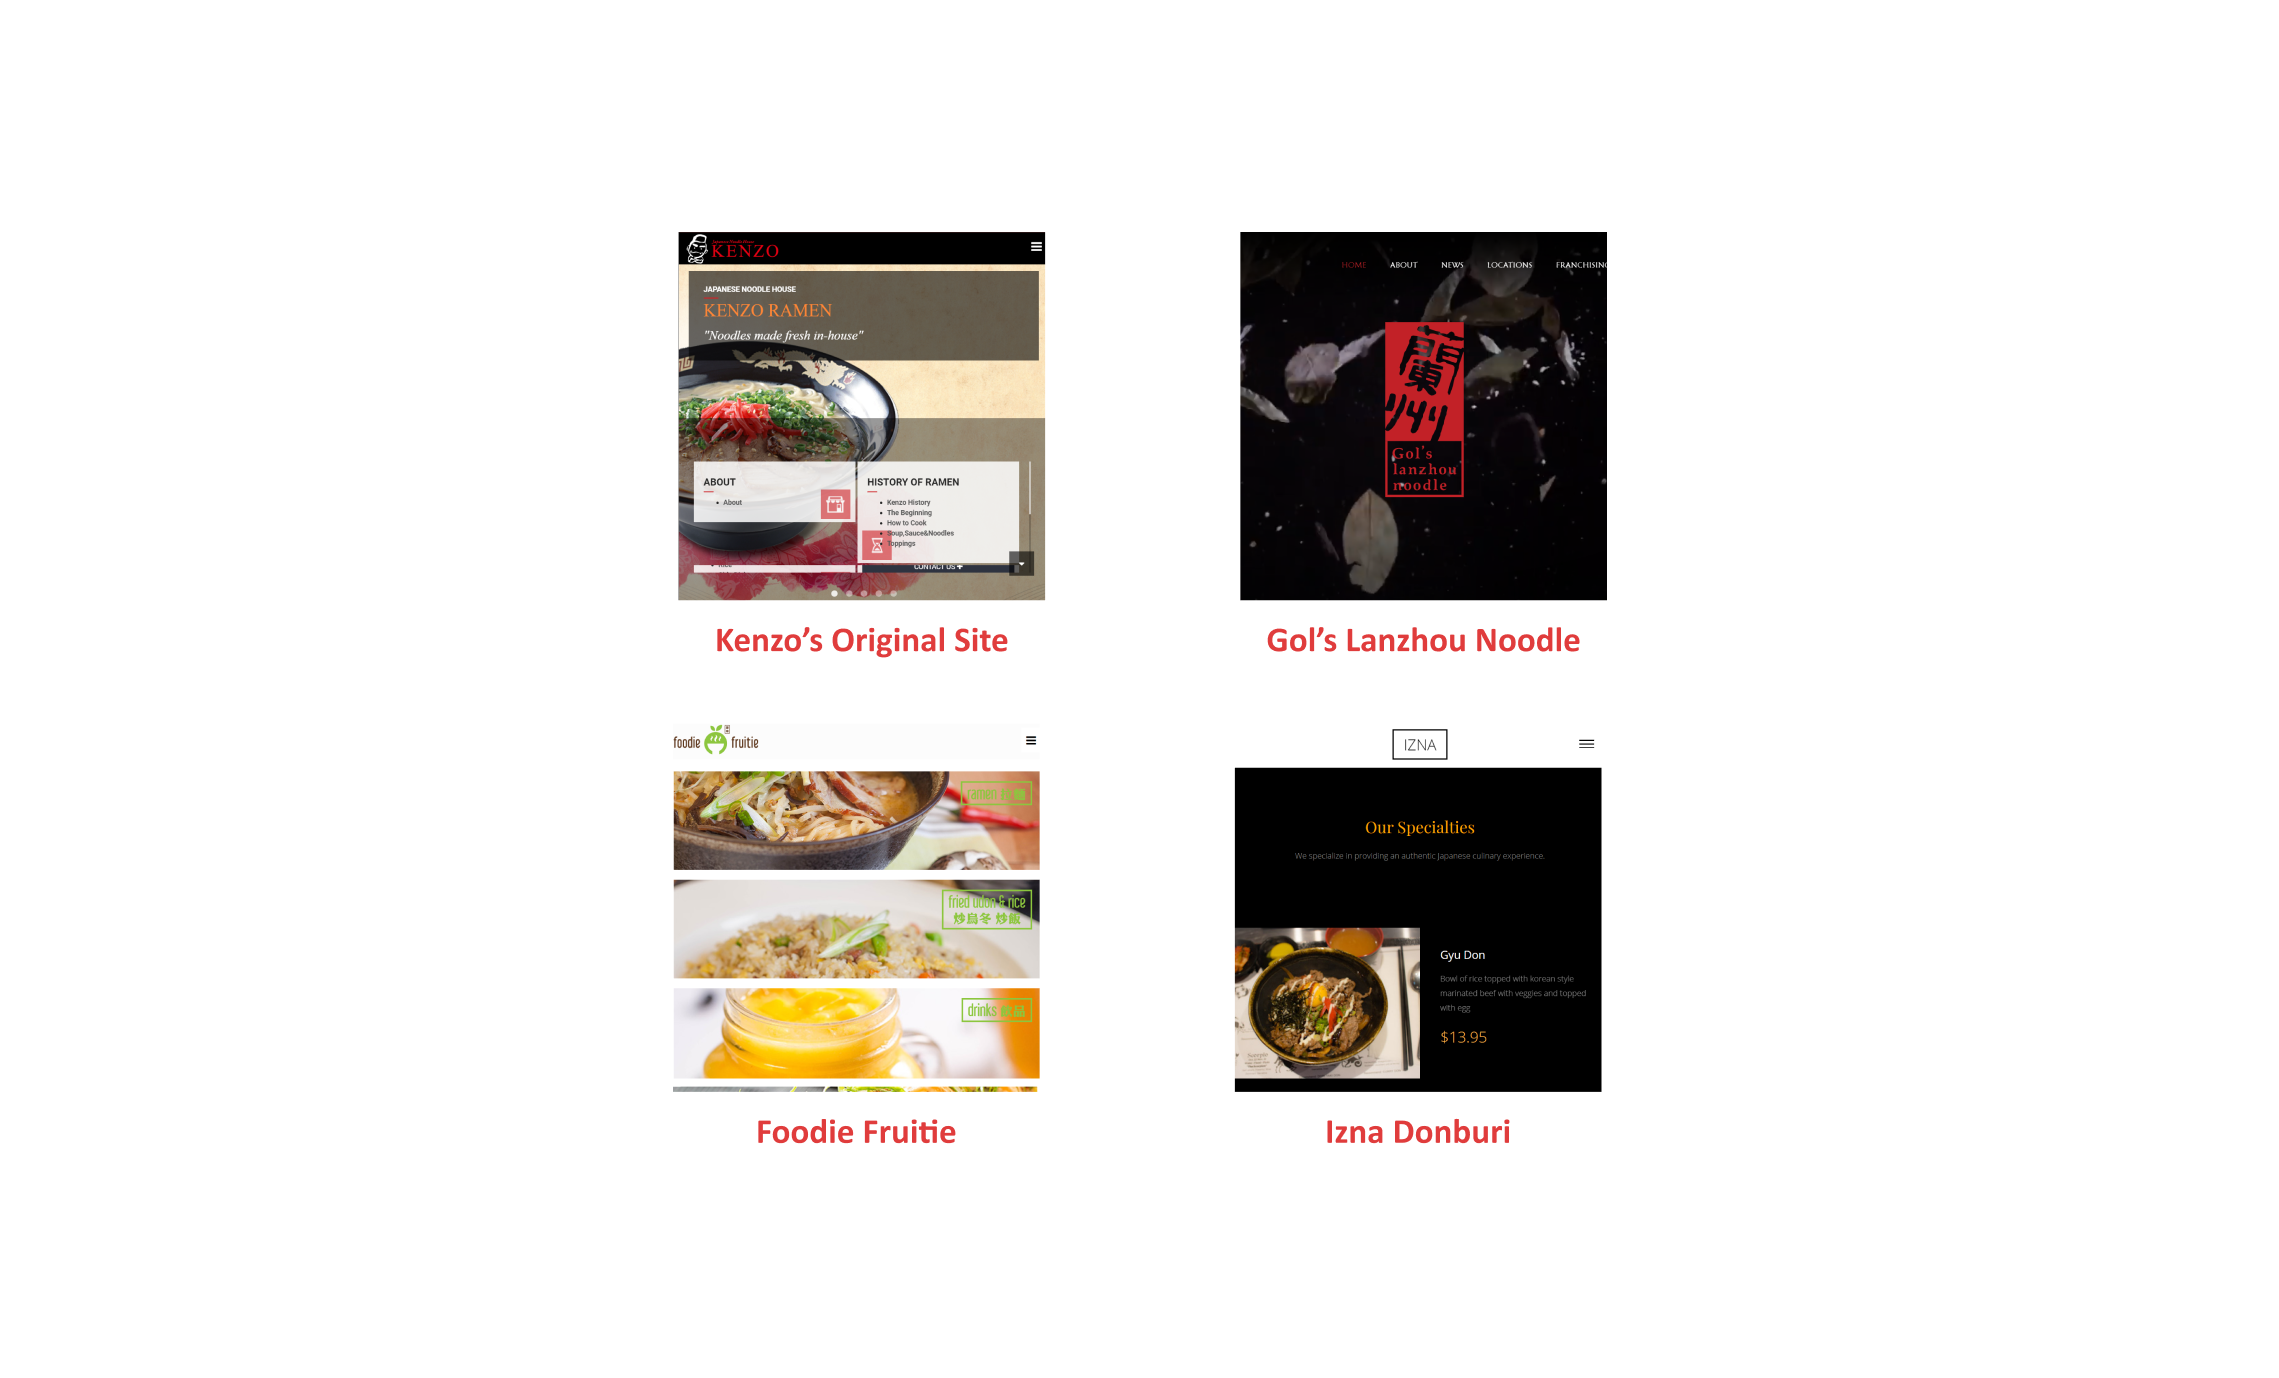 Japanese Noodle House
KENZO
JAPANESE NOODLE HOUSE
KENZO RAMEN
"Noodles made fresh in-house"
ABOUT
• About
HISTORY OF RAMEN
• Kenzo History
• The Beginning
• How to Cook
• Soup,Sauce&Noodles
• Toppings
CONTACT US +
Kenzo's Original Site
HOME ABOUT NEWS LOCATIONS FRANCHISING
蘭州
Gol's
lanzhou
noodle
Gol's Lanzhou Noodle
foodie fruitie
ramen
fried udon & rice
炒烏冬 炒飯
drinks
Foodie Fruitie
IZNA
Our Specialties
We specialize in providing an authentic Japanese culinary experience.
Gyu Don
Bowl of rice topped with korean style
marinated beef with veggies and topped
with egg
$13.95
Izna Donburi